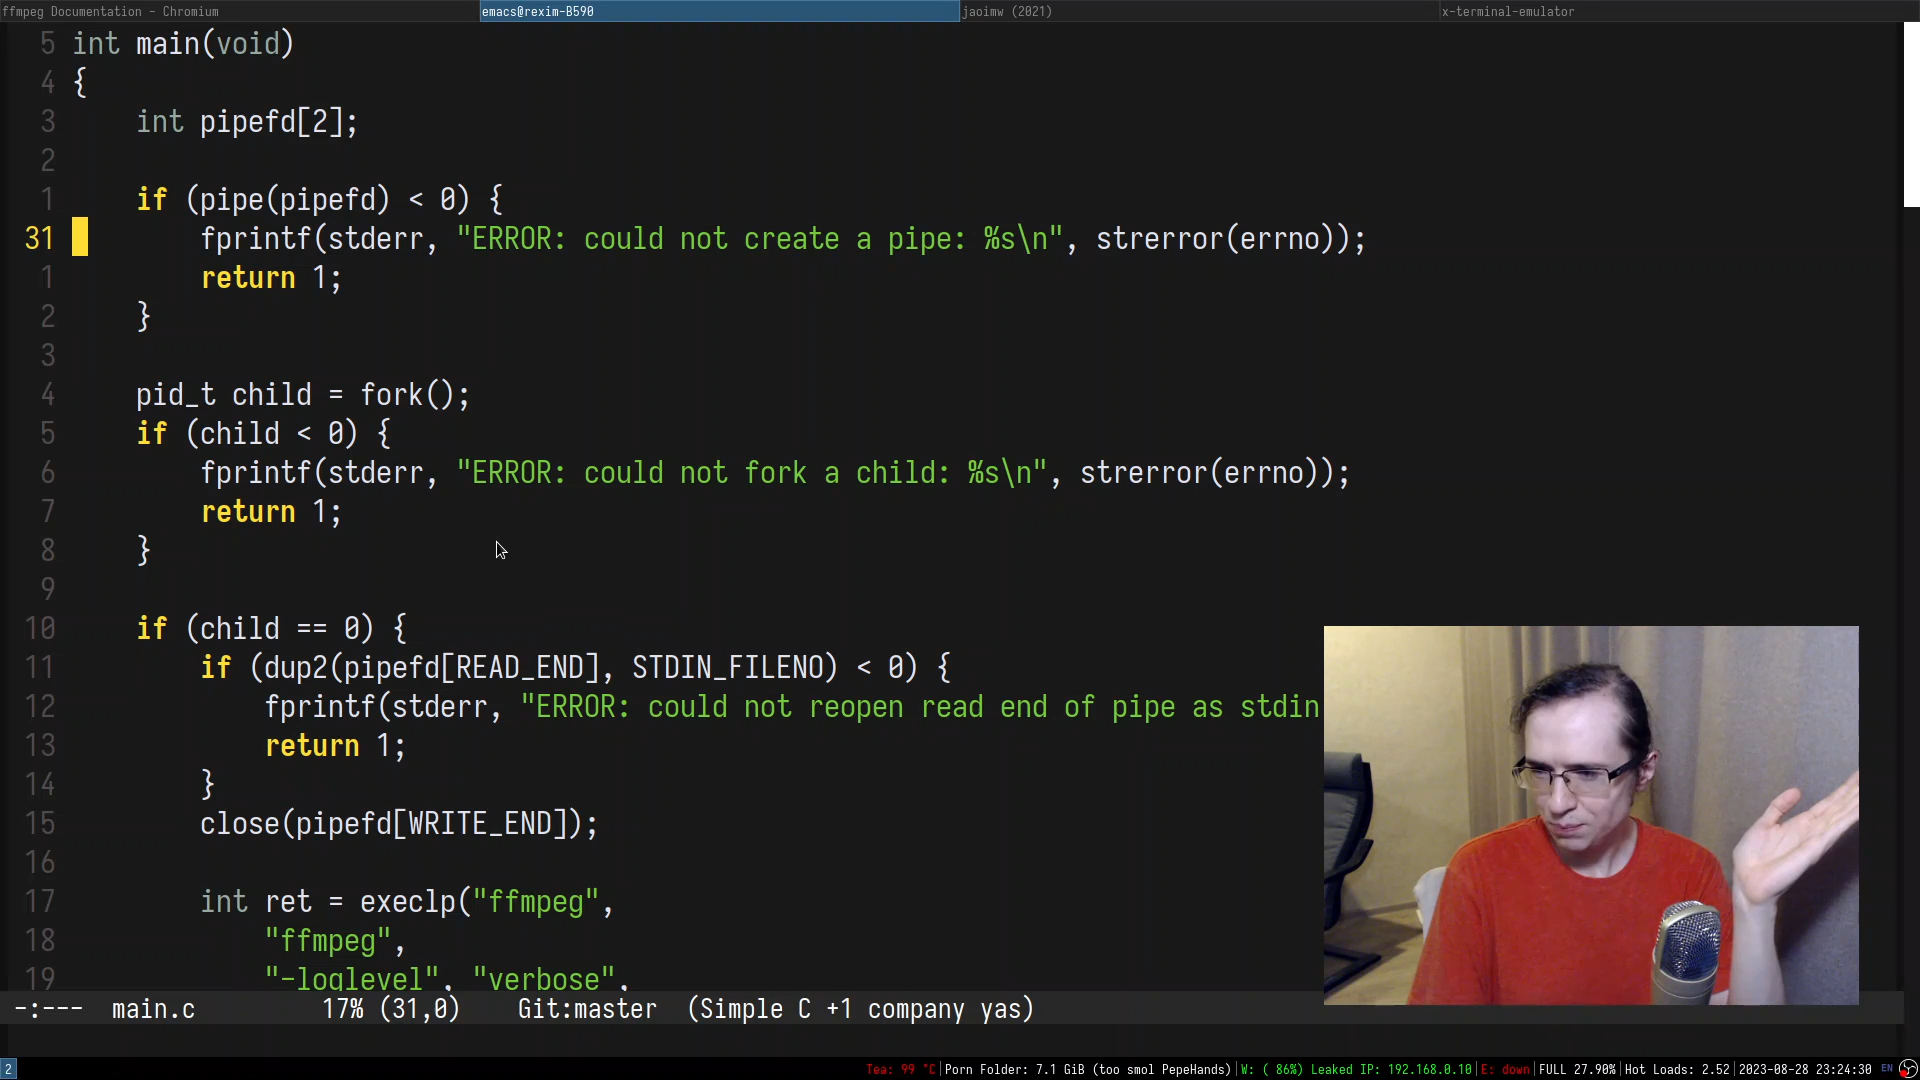 ffmpeg Documentation - Chromium emacs@rexim-B590 jaoimw (2021) x-terminal-emulator
5 int main(void)
4 {
3     int pipefd[2];
2
1     if (pipe(pipefd) < 0) {
31         fprintf(stderr, "ERROR: could not create a pipe: %s\n", strerror(errno));
1         return 1;
2     }
3
4     pid_t child = fork();
5     if (child < 0) {
6         fprintf(stderr, "ERROR: could not fork a child: %s\n", strerror(errno));
7         return 1;
8     }
9
10     if (child == 0) {
11         if (dup2(pipefd[READ_END], STDIN_FILENO) < 0) {
12             fprintf(stderr, "ERROR: could not reopen read end of pipe as stdin
13             return 1;
14         }
15         close(pipefd[WRITE_END]);
16
17         int ret = execlp("ffmpeg",
18             "ffmpeg",
19             "-loglevel", "verbose",
-:--- main.c 17% (31,0) Git:master (Simple C +1 company yas)
2 Tea: 99 °C|Porn Folder: 7.1 GiB (too smol PepeHands)|W: ( 86%) Leaked IP: 192.168.0.10|E: down|FULL 27.90%|Hot Loads: 2.52|2023-08-28 23:24:30 EN